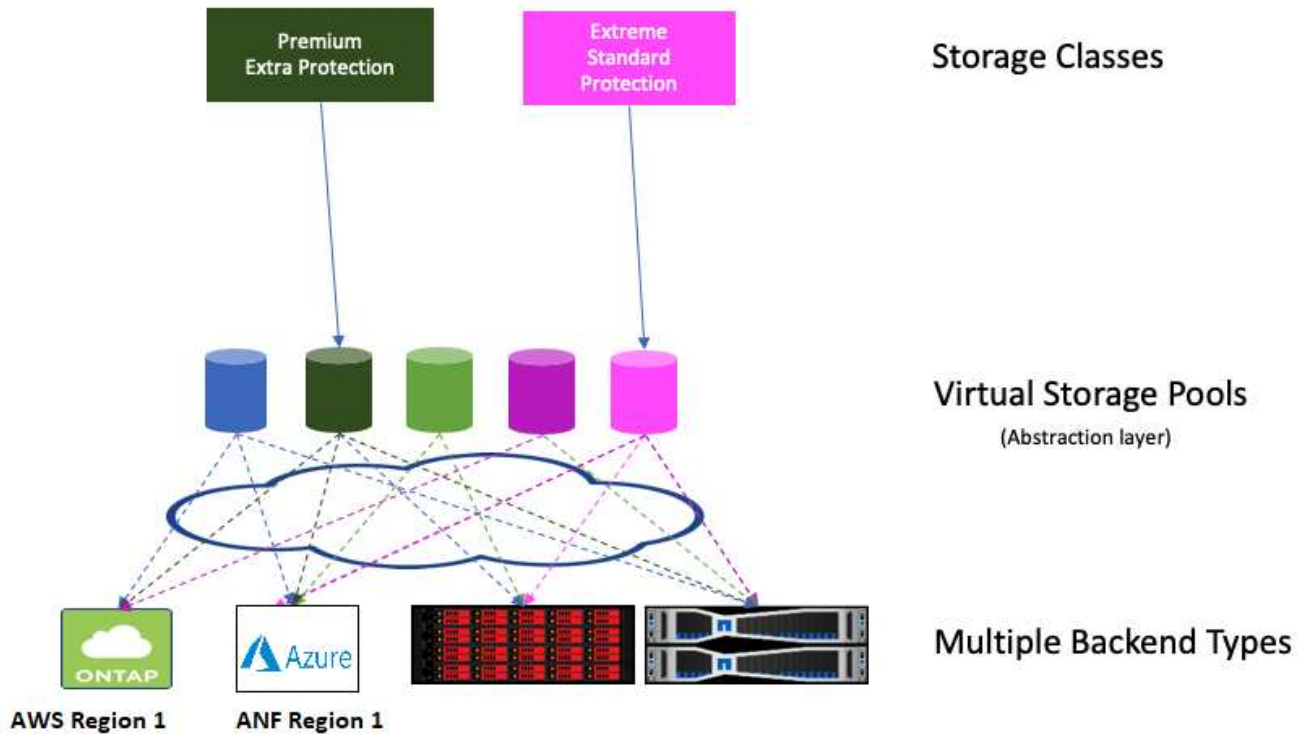 Premium
Extra Protection
Extreme
Standard
Protection
Storage Classes
Virtual Storage Pools
(Abstraction layer)
ONTAP
Azure
Multiple Backend Types
AWS Region 1
ANF Region 1